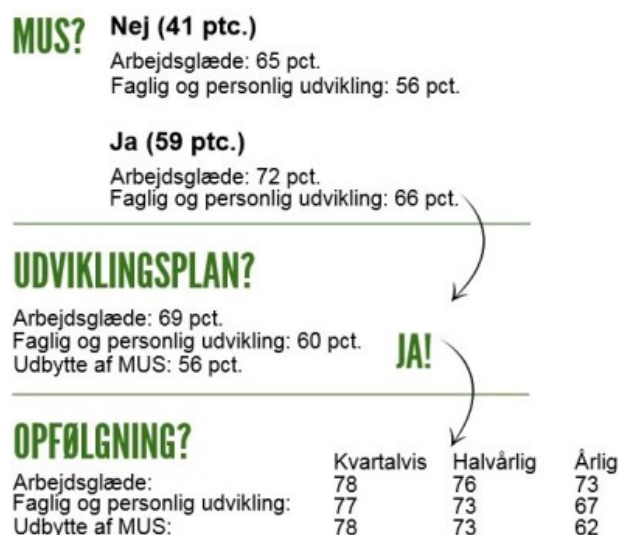 MUS?
Nej (41 ptc.)
Arbejdsglæde: 65 pct.
Faglig og personlig udvikling: 56 pct.
Ja (59 ptc.)
Arbejdsglæde: 72 pct.
Faglig og personlig udvikling: 66 pct.
UDVIKLINGSPLAN?
Arbejdsglæde: 69 pct.
Faglig og personlig udvikling: 60 pct.
Udbytte af MUS: 56 pct.
JA!
OPFØLGNING?
Kvartalvis Halvårlig Årlig
Arbejdsglæde: 78 76 73
Faglig og personlig udvikling: 77 73 67
Udbytte af MUS: 78 73 62